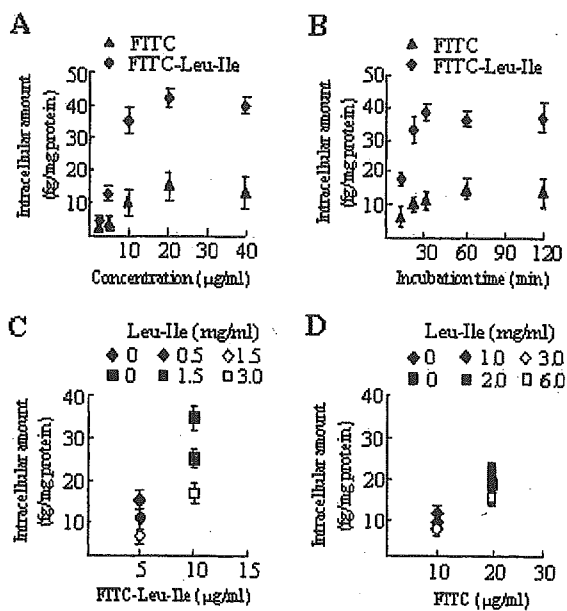 A
▲ FITC
◆ FITC-Leu-Ile
Intracellular amount
(fg/mg protein)
50
40
30
20
10
10 20 30 40
Concentration (μg/ml)
B
▲ FITC
◆ FITC-Leu-Ile
Intracellular amount
(fg/mg protein)
50
40
30
20
10
30 60 90 120
Incubation time (min)
C
Leu-Ile (mg/ml)
◆ 0 ◆ 0.5 ◇ 1.5
■ 0 ■ 1.5 □ 3.0
Intracellular amount
(fg/mg protein)
40
30
20
10
0 5 10 15
FITC-Leu-Ile (μg/ml)
D
Leu-Ile (mg/ml)
◆ 0 ◆ 1.0 ◇ 3.0
■ 0 ■ 2.0 □ 6.0
Intracellular amount
(fg/mg protein)
40
30
20
10
10 20 30
FITC (μg/ml)